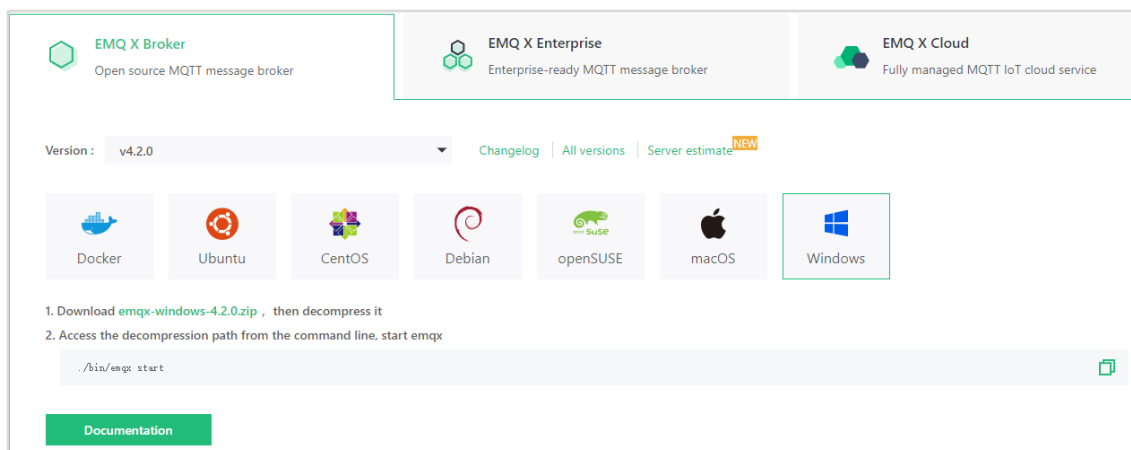 EMQ X Broker
Open source MQTT message broker
EMQ X Enterprise
Enterprise-ready MQTT message broker
EMQ X Cloud
Fully managed MQTT IoT cloud service
Version : v4.2.0 Changelog All versions Server estimate NEW
Docker Ubuntu CentOS Debian openSUSE macOS Windows
1. Download emqx-windows-4.2.0.zip ，then decompress it
2. Access the decompression path from the command line, start emqx
./bin/emqx start
Documentation